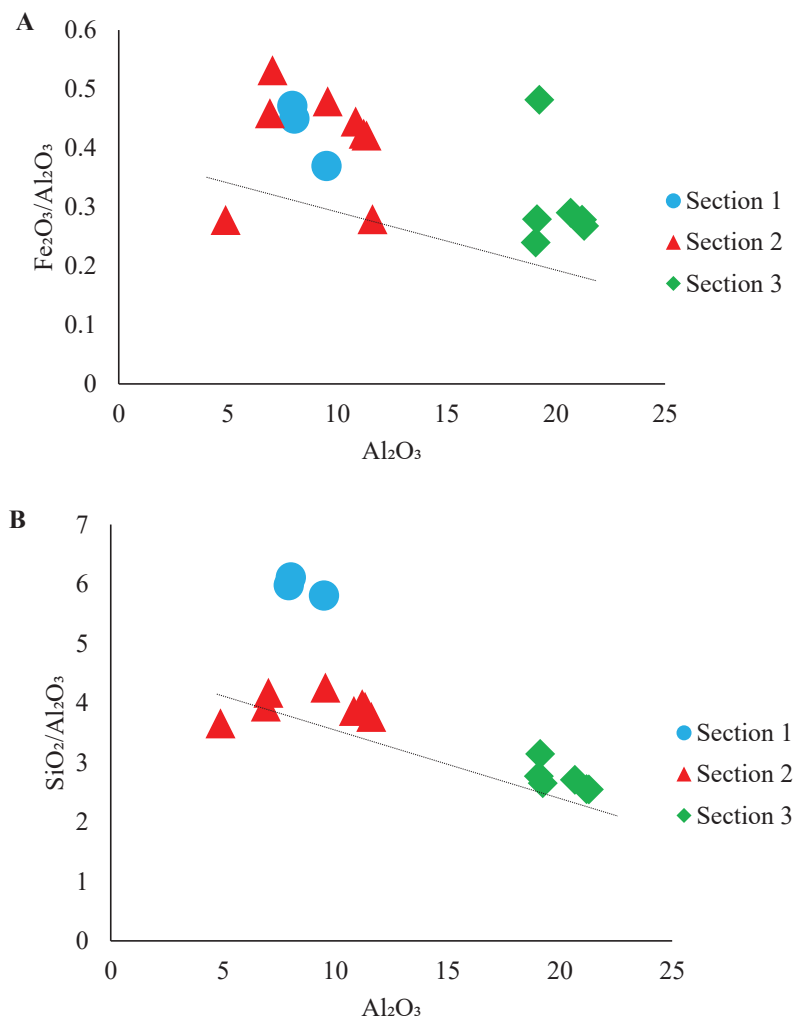 A
0.6
0.5
0.4
0.3
0.2
0.1
0
Fe₂O₃/Al₂O₃
0 5 10 15 20 25
Al₂O₃
Section 1
Section 2
Section 3
B
7
6
5
4
3
2
1
0
SiO₂/Al₂O₃
0 5 10 15 20 25
Al₂O₃
Section 1
Section 2
Section 3